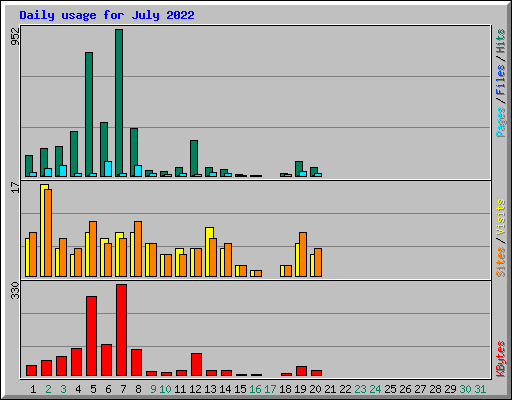 Daily usage for July 2022
952
17
330
Pages / Files / Hits
Sites / Visits
KBytes
1 2 3 4 5 6 7 8 9 10 11 12 13 14 15 16 17 18 19 20 21 22 23 24 25 26 27 28 29 30 31